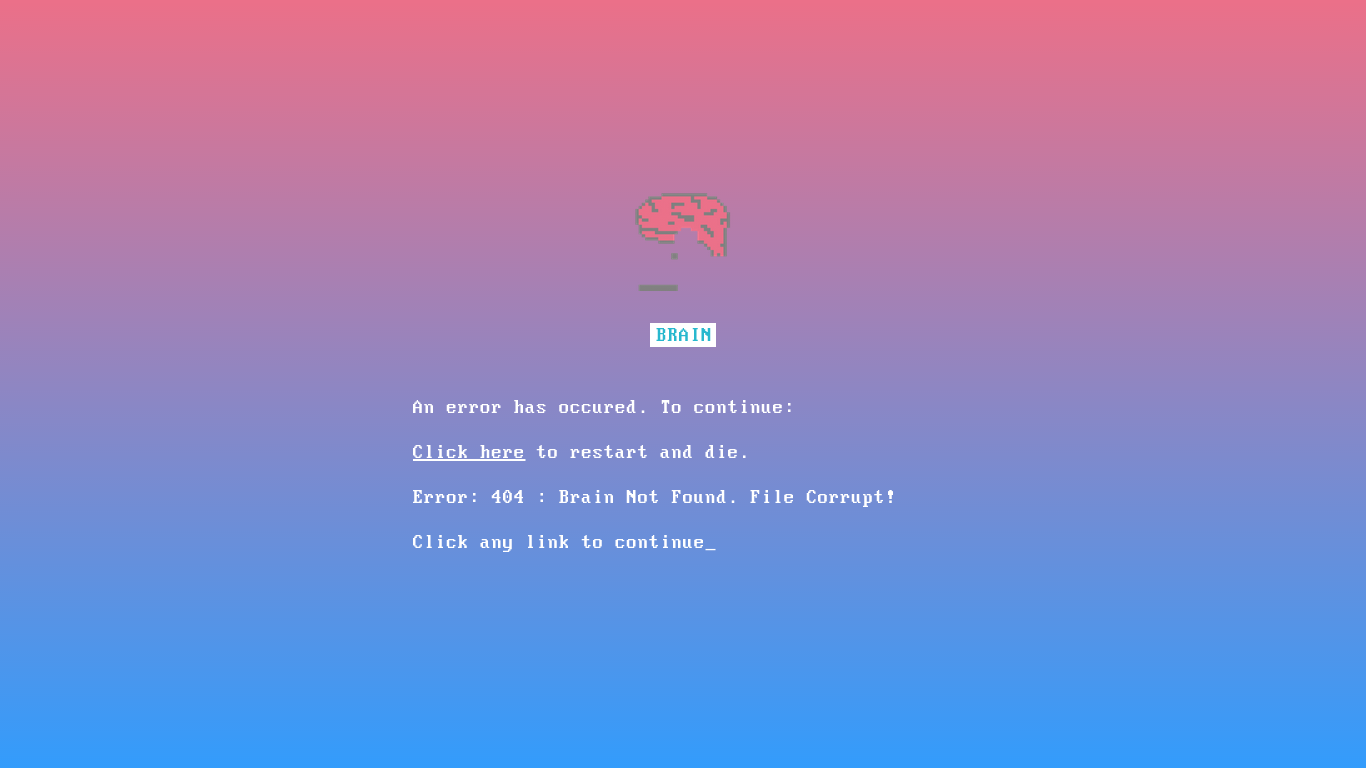 BRAIN
An error has occured. To continue:
Click here to restart and die.
Error: 404 : Brain Not Found. File Corrupt!
Click any link to continue_